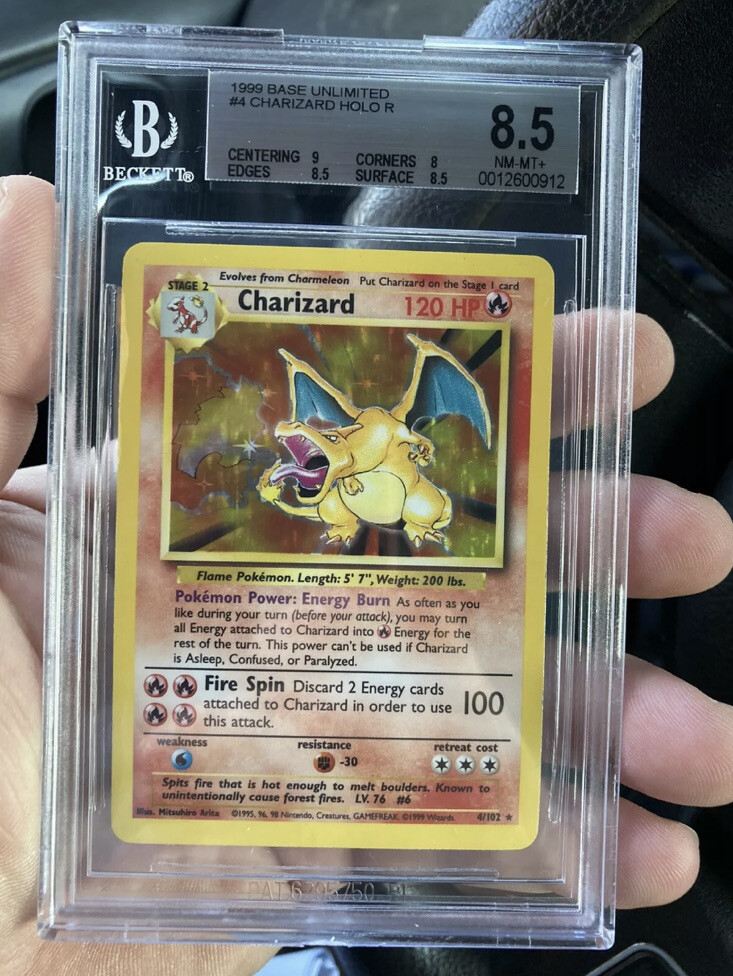 1999 BASE UNLIMITED
#4 CHARIZARD HOLO R
8.5
CENTERING 9 CORNERS 8 NM-MT+
EDGES 8.5 SURFACE 8.5 0012600912
B
BECKETT®
Evolves from Charmeleon Put Charizard on the Stage 1 card
STAGE 2
Charizard 120 HP
Flame Pokémon. Length: 5' 7", Weight: 200 lbs.
Pokémon Power: Energy Burn As often as you
like during your turn (before your attack), you may turn
all Energy attached to Charizard into Energy for the
rest of the turn. This power can't be used if Charizard
is Asleep, Confused, or Paralyzed.
Fire Spin Discard 2 Energy cards
attached to Charizard in order to use 100
this attack.
weakness resistance retreat cost
-30
Spits fire that is hot enough to melt boulders. Known to
unintentionally cause forest fires. LV. 76 #6
Illus. Mitsuhiro Arita ©1995, 96, 98 Nintendo, Creatures, GAMEFREAK. ©1999 Wizards. 4/102 ★